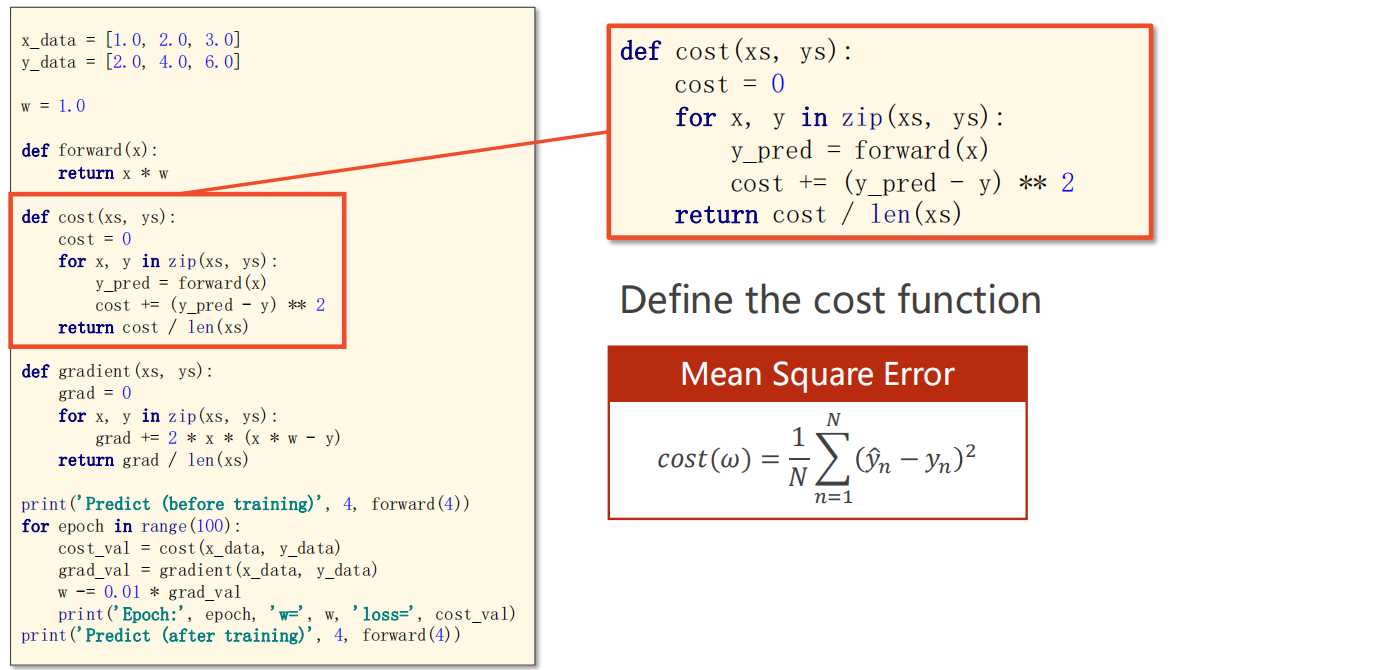 x_data = [1.0, 2.0, 3.0]
y_data = [2.0, 4.0, 6.0]

w = 1.0

def forward(x):
    return x * w

def cost(xs, ys):
    cost = 0
    for x, y in zip(xs, ys):
        y_pred = forward(x)
        cost += (y_pred - y) ** 2
    return cost / len(xs)

def gradient(xs, ys):
    grad = 0
    for x, y in zip(xs, ys):
        grad += 2 * x * (x * w - y)
    return grad / len(xs)

print('Predict (before training)', 4, forward(4))
for epoch in range(100):
    cost_val = cost(x_data, y_data)
    grad_val = gradient(x_data, y_data)
    w -= 0.01 * grad_val
    print('Epoch:', epoch, 'w=', w, 'loss=', cost_val)
print('Predict (after training)', 4, forward(4))

def cost(xs, ys):
    cost = 0
    for x, y in zip(xs, ys):
        y_pred = forward(x)
        cost += (y_pred - y) ** 2
    return cost / len(xs)

Define the cost function
Mean Square Error
cost(ω) = 1/N ∑_{n=1}^{N} (ŷₙ − yₙ)²